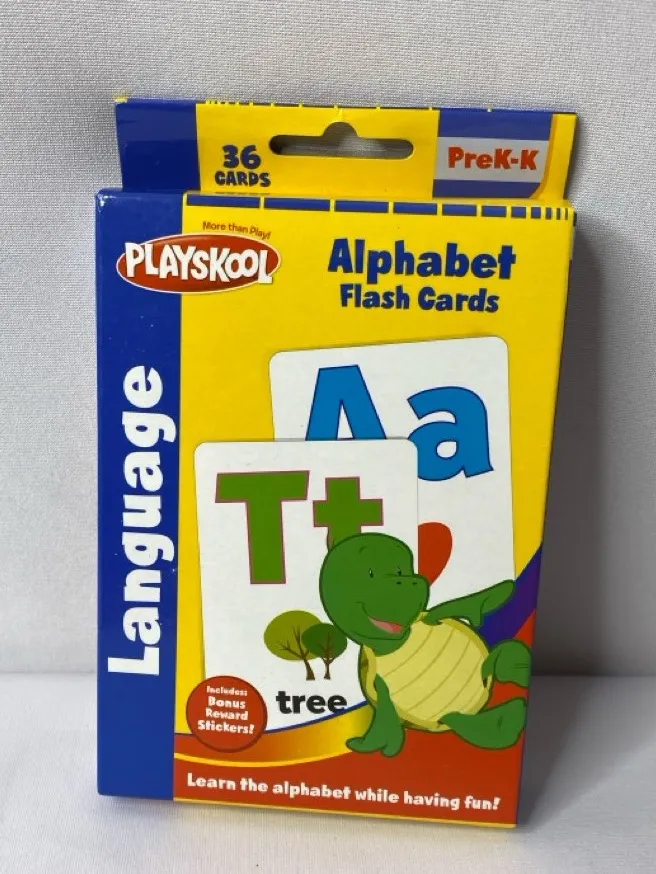 36
CARDS
PreK-K
More than Play!
PLAYSKOOL
Alphabet
Flash Cards
Language
Aa
Tt
tree
Includes:
Bonus
Reward
Stickers!
Learn the alphabet while having fun!